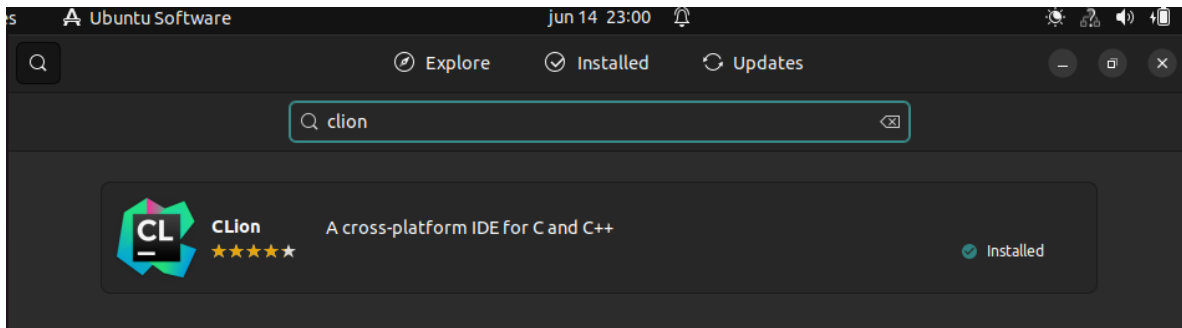 s Ubuntu Software jun 14 23:00
Explore Installed Updates
clion
CL
CLion A cross-platform IDE for C and C++
Installed